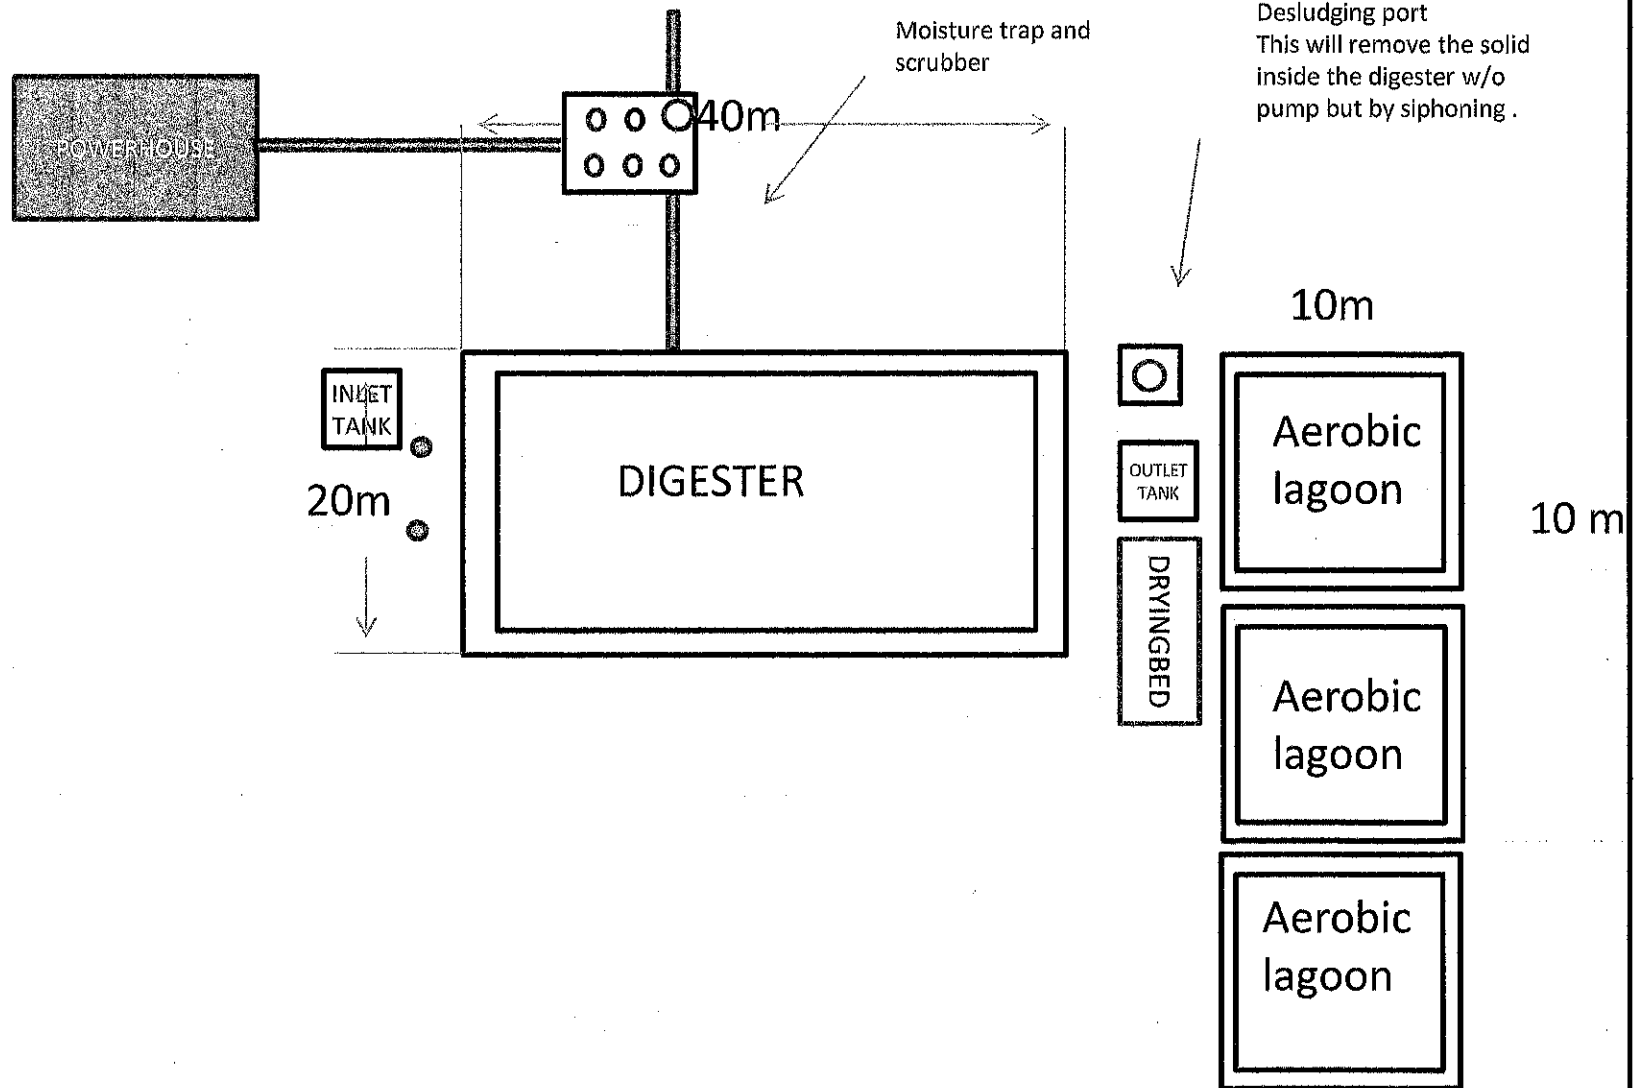 Moisture trap and
scrubber
Desludging port
This will remove the solid
inside the digester w/o
pump but by siphoning .
POWERHOUSE
40m
10m
INLET
TANK
20m
DIGESTER
OUTLET
TANK
DRYINGBED
Aerobic
lagoon
10 m
Aerobic
lagoon
Aerobic
lagoon